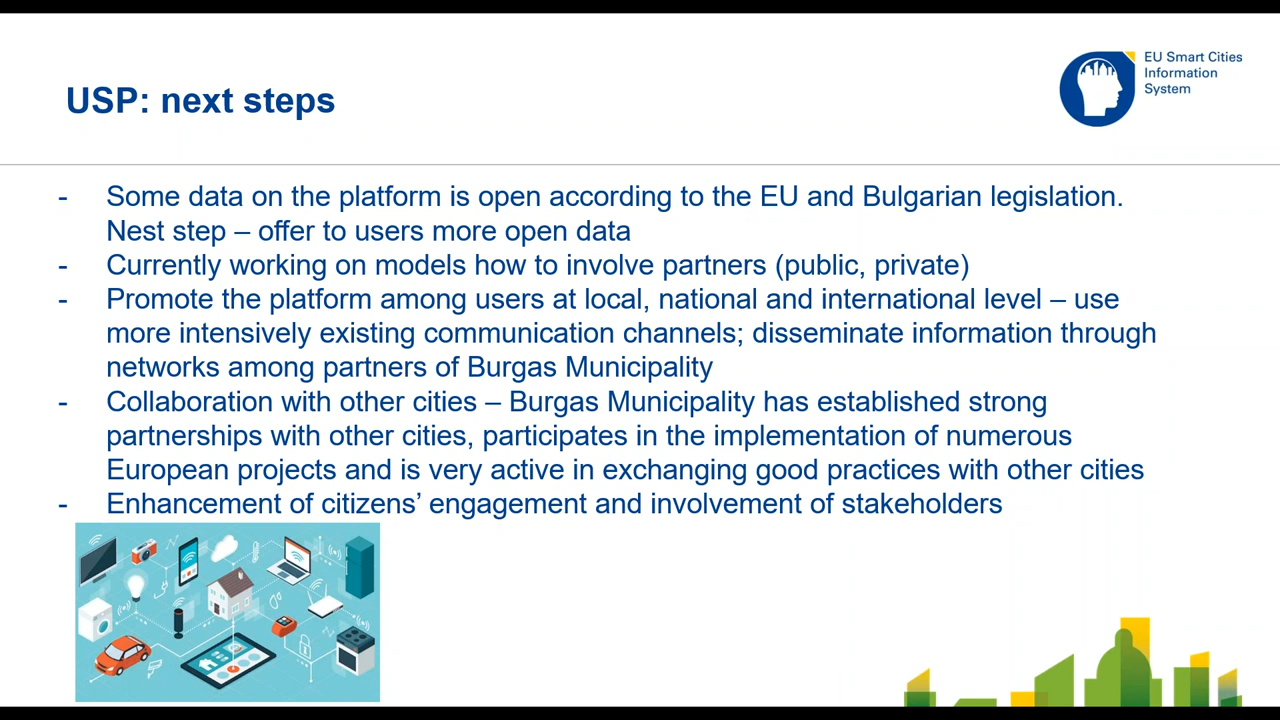 USP: next steps
EU Smart Cities
Information
System
- Some data on the platform is open according to the EU and Bulgarian legislation.
Nest step – offer to users more open data
- Currently working on models how to involve partners (public, private)
- Promote the platform among users at local, national and international level – use
more intensively existing communication channels; disseminate information through
networks among partners of Burgas Municipality
- Collaboration with other cities – Burgas Municipality has established strong
partnerships with other cities, participates in the implementation of numerous
European projects and is very active in exchanging good practices with other cities
- Enhancement of citizens’ engagement and involvement of stakeholders